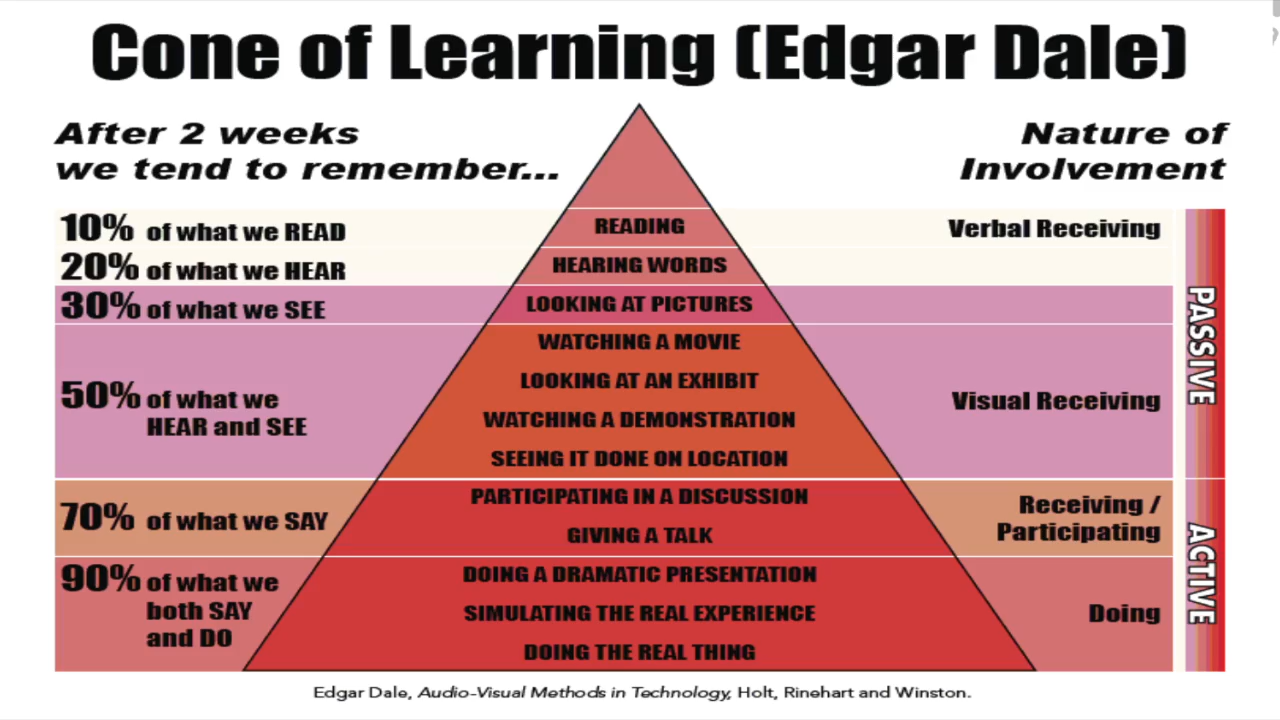 Cone of Learning (Edgar Dale)
After 2 weeks
we tend to remember...
Nature of
Involvement
10% of what we READ
READING
Verbal Receiving
20% of what we HEAR
HEARING WORDS
30% of what we SEE
LOOKING AT PICTURES
50% of what we
HEAR and SEE
WATCHING A MOVIE
LOOKING AT AN EXHIBIT
WATCHING A DEMONSTRATION
SEEING IT DONE ON LOCATION
Visual Receiving
PASSIVE
70% of what we SAY
PARTICIPATING IN A DISCUSSION
GIVING A TALK
Receiving /
Participating
90% of what we
both SAY
and DO
DOING A DRAMATIC PRESENTATION
SIMULATING THE REAL EXPERIENCE
DOING THE REAL THING
Doing
ACTIVE
Edgar Dale, Audio-Visual Methods in Technology, Holt, Rinehart and Winston.